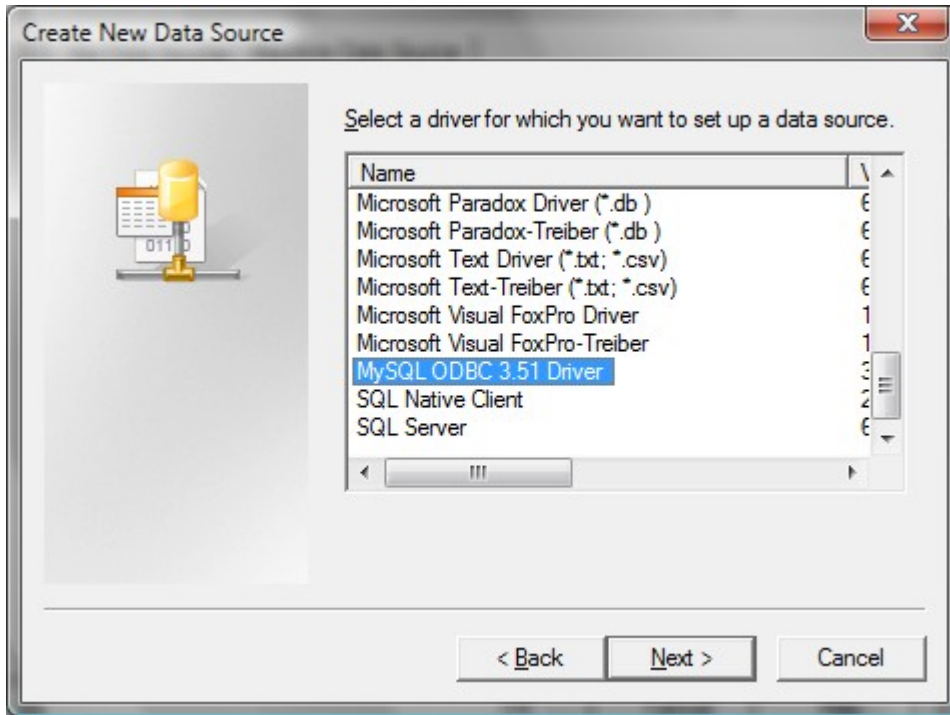 Create New Data Source
Select a driver for which you want to set up a data source.
Name
Microsoft Paradox Driver (*.db )
Microsoft Paradox-Treiber (*.db )
Microsoft Text Driver (*.txt; *.csv)
Microsoft Text-Treiber (*.txt; *.csv)
Microsoft Visual FoxPro Driver
Microsoft Visual FoxPro-Treiber
MySQL ODBC 3.51 Driver
SQL Native Client
SQL Server
< Back Next > Cancel